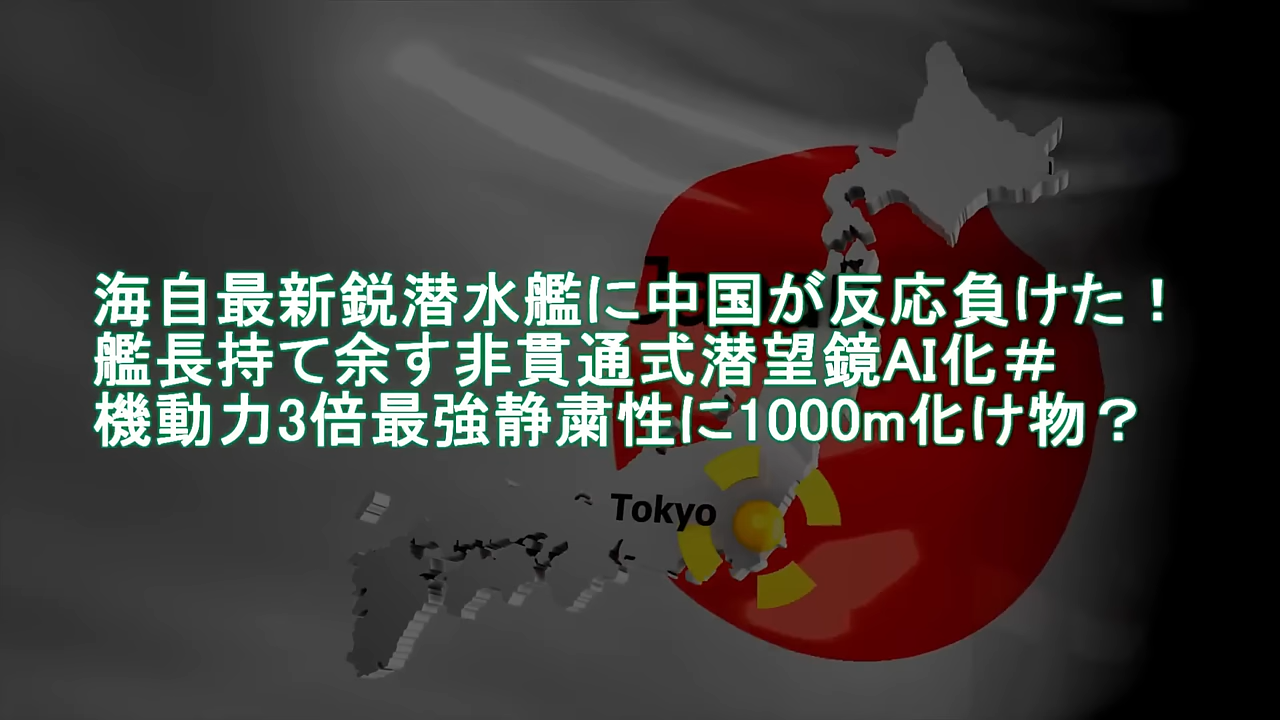 海自最新鋭潜水艦に中国が反応負けた！
艦長持て余す非貫通式潜望鏡AI化＃
機動力3倍最強静粛性に1000m化け物？
Japan
Tokyo